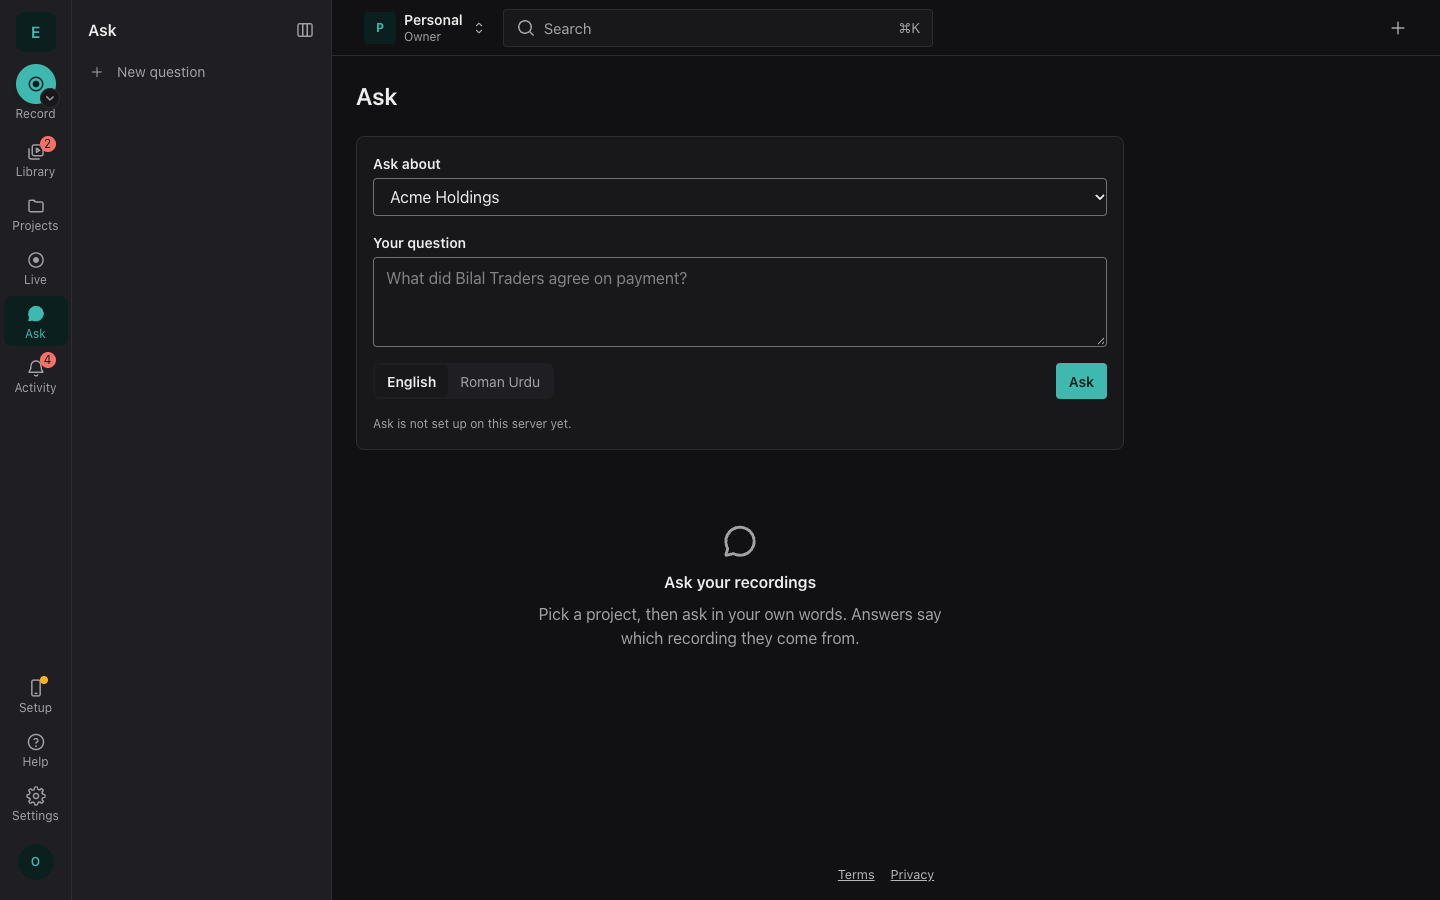 E
Record
2
Library
Projects
Live
Ask
4
Activity
Setup
Help
Settings
O
Ask
New question
P
Personal
Owner
Search
⌘K
Ask
Ask about
Acme Holdings
Your question
What did Bilal Traders agree on payment?
English
Roman Urdu
Ask
Ask is not set up on this server yet.
Ask your recordings
Pick a project, then ask in your own words. Answers say
which recording they come from.
Terms
Privacy